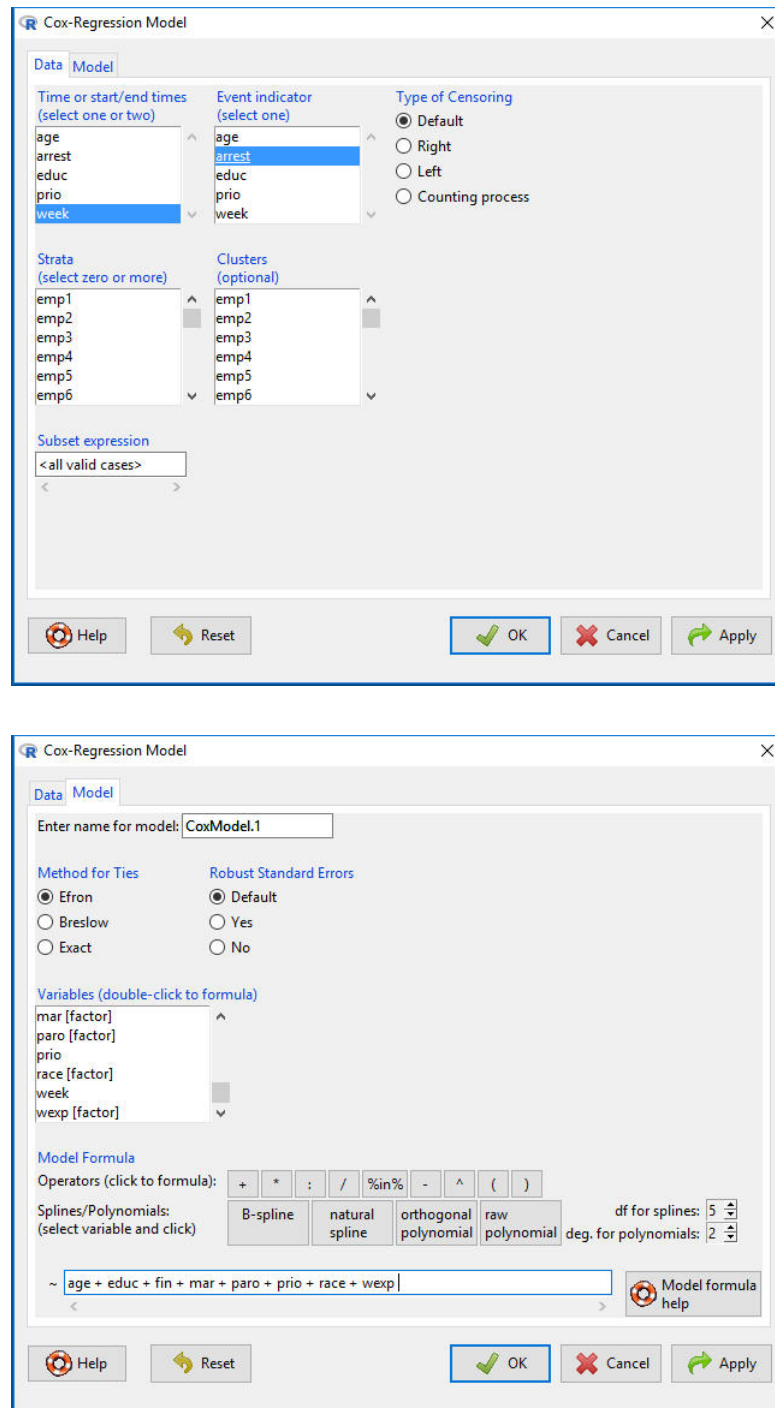 Cox-Regression Model
Data Model
Time or start/end times
(select one or two)
age
arrest
educ
prio
week
Event indicator
(select one)
age
arrest
educ
prio
week
Type of Censoring
Default
Right
Left
Counting process
Strata
(select zero or more)
emp1
emp2
emp3
emp4
emp5
emp6
Clusters
(optional)
emp1
emp2
emp3
emp4
emp5
emp6
Subset expression
<all valid cases>
Help Reset OK Cancel Apply
Cox-Regression Model
Data Model
Enter name for model: CoxModel.1
Method for Ties
Efron
Breslow
Exact
Robust Standard Errors
Default
Yes
No
Variables (double-click to formula)
mar [factor]
paro [factor]
prio
race [factor]
week
wexp [factor]
Model Formula
Operators (click to formula): + * : / %in% - ^ ( )
Splines/Polynomials:
(select variable and click)
B-spline
natural
spline
orthogonal
polynomial
raw
polynomial
df for splines: 5
deg. for polynomials: 2
~ age + educ + fin + mar + paro + prio + race + wexp
Model formula
help
Help Reset OK Cancel Apply